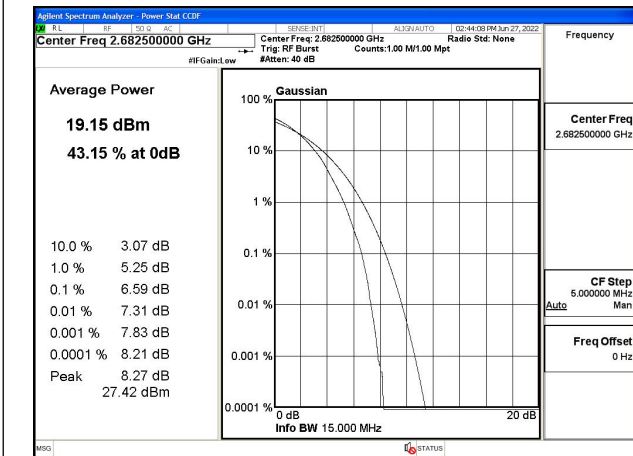 Agilent Spectrum Analyzer - Power Stat CCDF
RL RF 50 Ω AC SENSE:INT ALIGNAUTO 02:44:08 PM Jun 27, 2022
Center Freq 2.682500000 GHz
Center Freq: 2.682500000 GHz Radio Std: None
Trig: RF Burst Counts:1.00 M/1.00 Mpt
#IFGain:Low #Atten: 40 dB
Frequency
Average Power
19.15 dBm
43.15 % at 0dB
10.0 % 3.07 dB
1.0 % 5.25 dB
0.1 % 6.59 dB
0.01 % 7.31 dB
0.001 % 7.83 dB
0.0001 % 8.21 dB
Peak 8.27 dB
27.42 dBm
Gaussian
100 %
10 %
1 %
0.1 %
0.01 %
0.001 %
0.0001 %
0 dB 20 dB
Info BW 15.000 MHz
Center Freq
2.682500000 GHz
CF Step
5.000000 MHz
Auto Man
Freq Offset
0 Hz
MSG STATUS